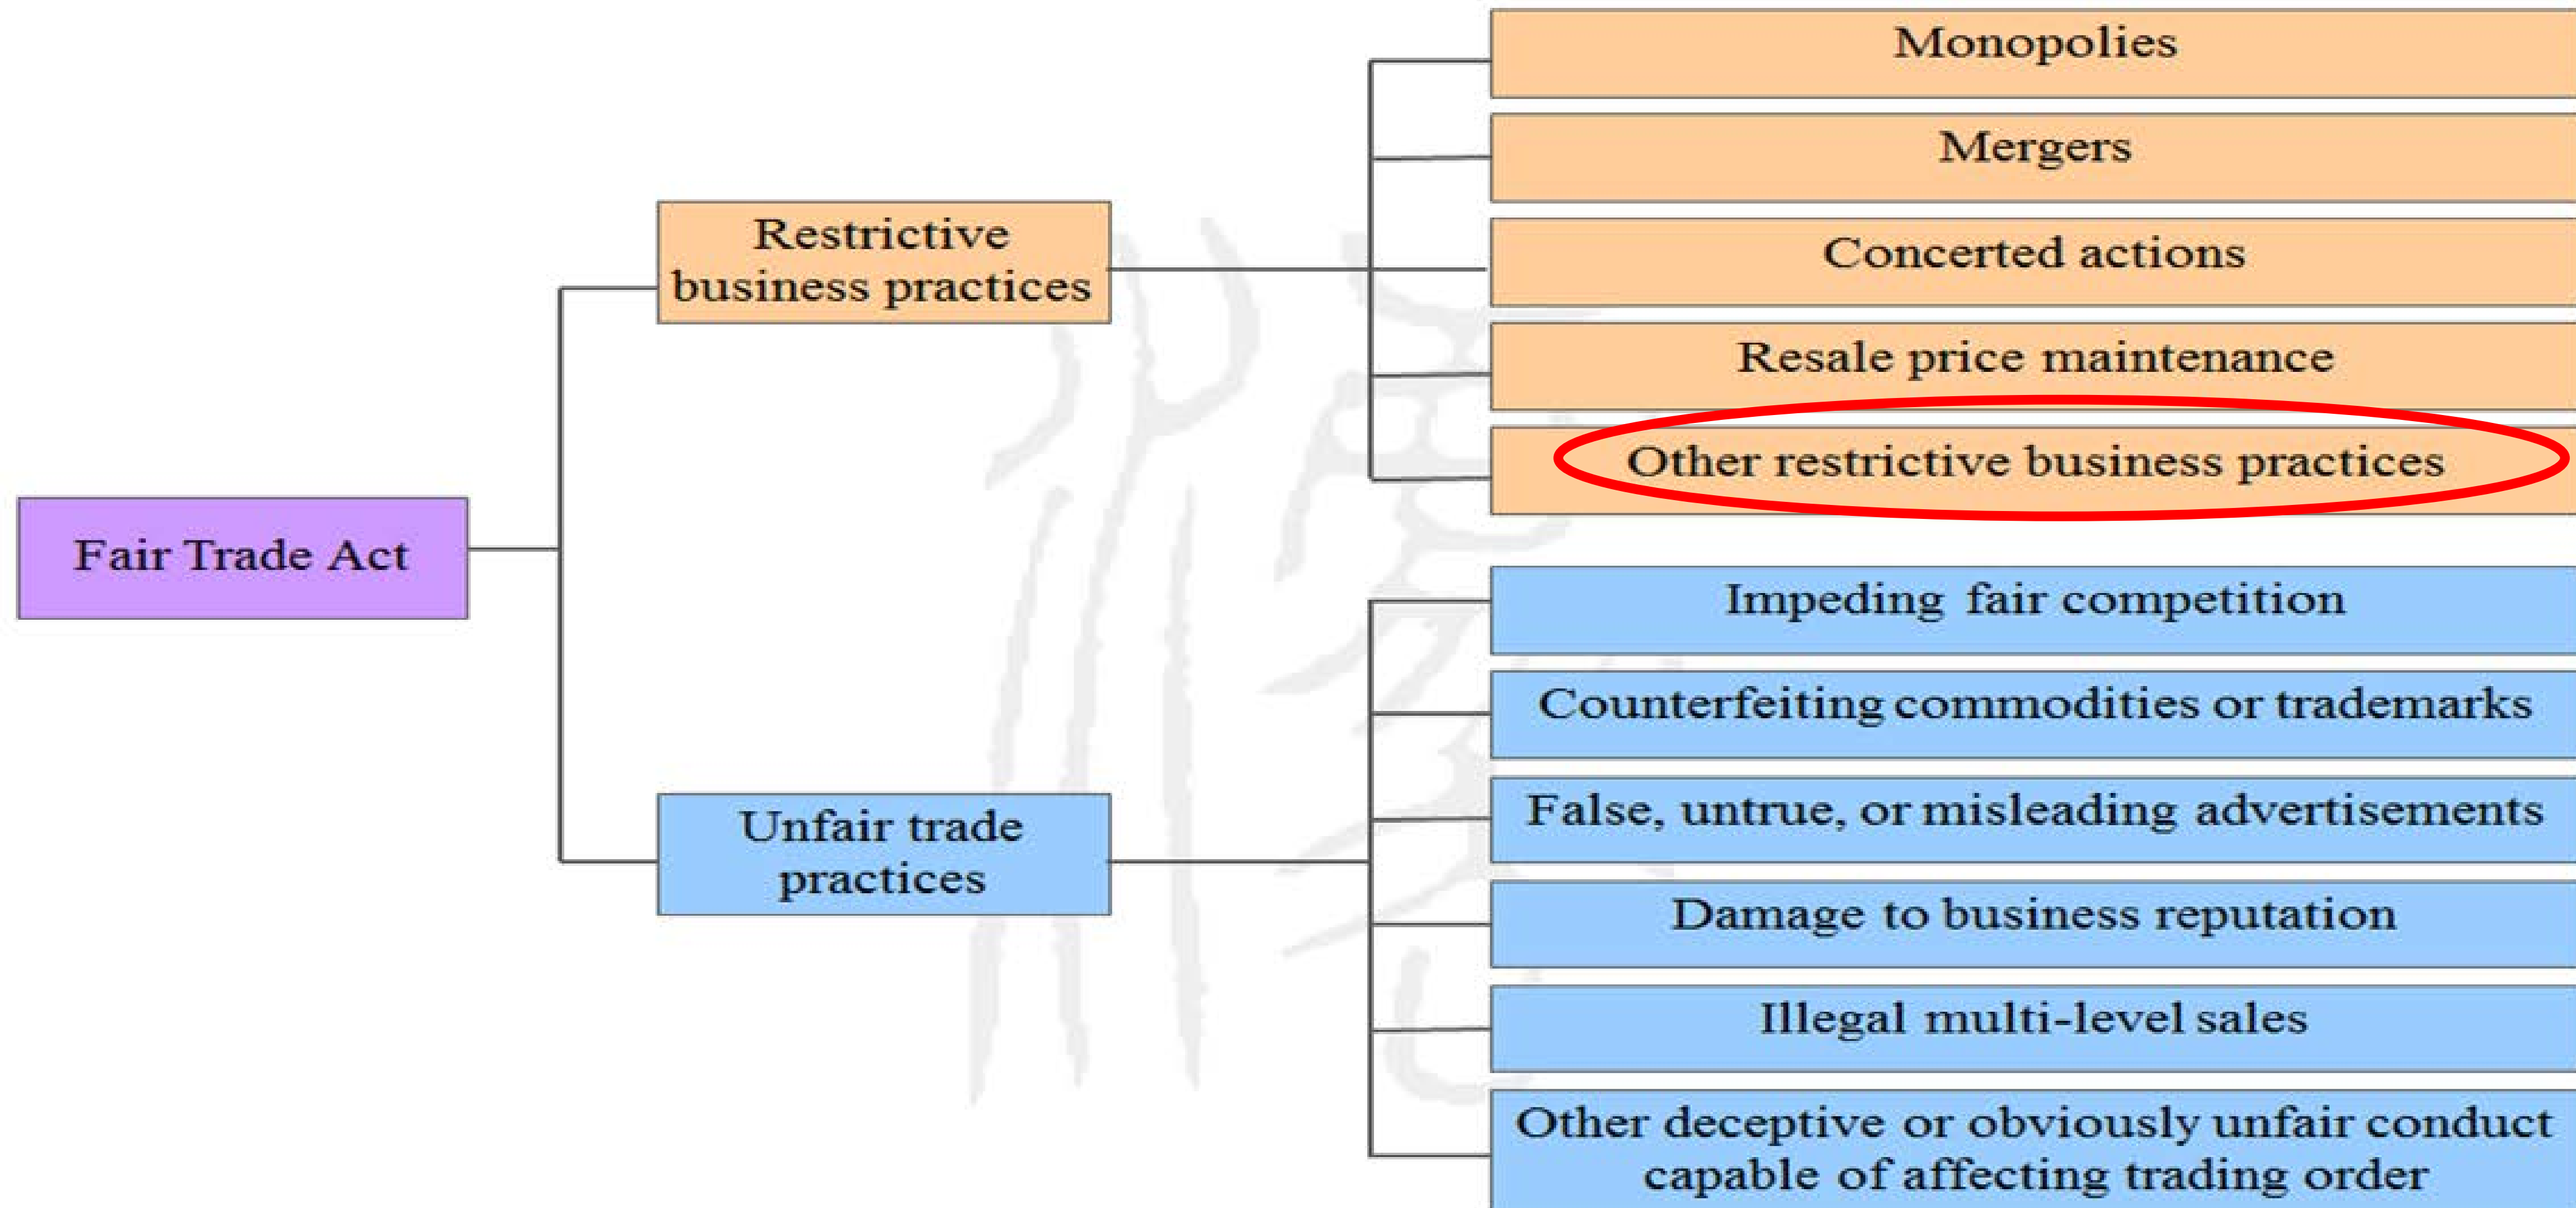 Fair Trade Act
Restrictive
business practices
Monopolies
Mergers
Concerted actions
Resale price maintenance
Other restrictive business practices
Unfair trade
practices
Impeding fair competition
Counterfeiting commodities or trademarks
False, untrue, or misleading advertisements
Damage to business reputation
Illegal multi-level sales
Other deceptive or obviously unfair conduct
capable of affecting trading order